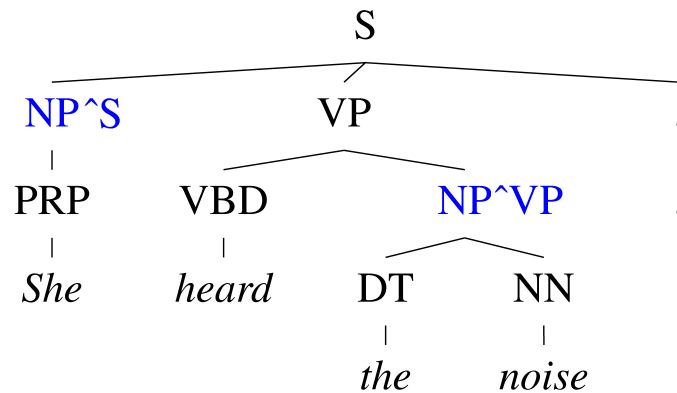 S
NP^S VP
PRP VBD NP^VP
She heard DT NN
the noise